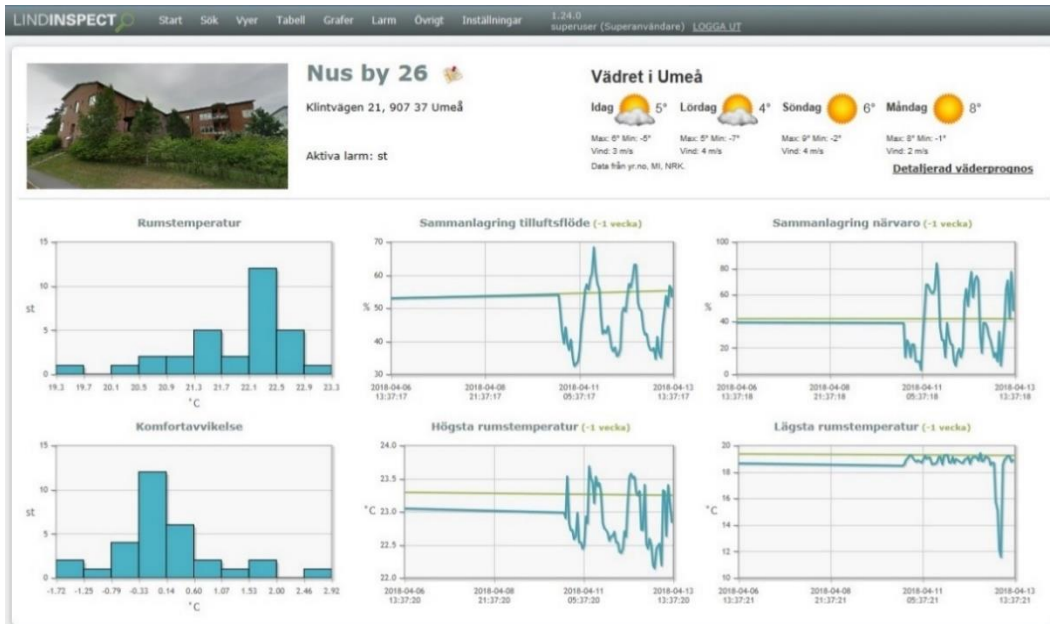 LINDINSPECT
Start Sök Vyer Tabell Grafer Larm Övrigt Inställningar
1.24.0
superuser (Superanvändare) LOGGA UT
Nus by 26
Klintvägen 21, 907 37 Umeå
Aktiva larm: st
Vädret i Umeå
Idag 5° Lördag 4° Söndag 6° Måndag 8°
Max: 6° Min: -5° Max: 5° Min: -7° Max: 9° Min: -2° Max: 8° Min: -1°
Vind: 3 m/s Vind: 4 m/s Vind: 4 m/s Vind: 2 m/s
Data från yr.no, MI, NRK.
Detaljerad väderprognos
Rumstemperatur
15
10
5
0
st
19.3 19.7 20.1 20.5 20.9 21.3 21.7 22.1 22.5 22.9 23.3
°C
Sammanlagring tilluftsflöde (-1 vecka)
70
60
50
40
30
%
2018-04-06 2018-04-08 2018-04-11 2018-04-13
13:37:17 21:37:17 05:37:17 13:37:17
Sammanlagring närvaro (-1 vecka)
100
80
60
40
20
0
%
2018-04-06 2018-04-08 2018-04-11 2018-04-13
13:37:18 21:37:18 05:37:18 13:37:18
Komfortavvikelse
15
10
5
0
st
-1.72 -1.25 -0.79 -0.33 0.14 0.60 1.07 1.53 2.00 2.46 2.92
°C
Högsta rumstemperatur (-1 vecka)
24.0
23.5
23.0
22.5
22.0
°C
2018-04-06 2018-04-08 2018-04-11 2018-04-13
13:37:20 21:37:20 05:37:20 13:37:20
Lägsta rumstemperatur (-1 vecka)
20
18
16
14
12
10
°C
2018-04-06 2018-04-08 2018-04-11 2018-04-13
13:37:21 21:37:21 05:37:21 13:37:21